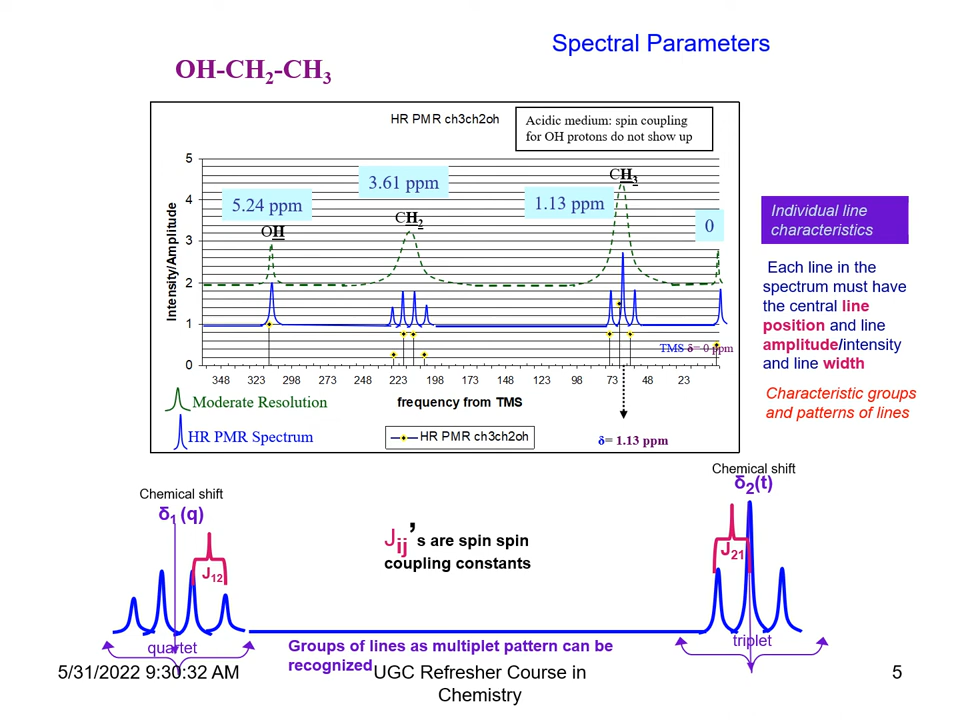 Spectral Parameters
OH-CH2-CH3
HR PMR ch3ch2oh
Acidic medium: spin coupling
for OH protons do not show up
5
4
3
2
1
0
Intensity/Amplitude
5.24 ppm
OH
3.61 ppm
CH2
1.13 ppm
CH3
0
TMS δ= 0 ppm
348 323 298 273 248 223 198 173 148 123 98 73 48 23
frequency from TMS
Moderate Resolution
HR PMR Spectrum
HR PMR ch3ch2oh
δ= 1.13 ppm
Individual line
characteristics
Each line in the
spectrum must have
the central line
position and line
amplitude/intensity
and line width
Characteristic groups
and patterns of lines
Chemical shift
δ1 (q)
J12
quartet
Jij's are spin spin
coupling constants
Chemical shift
δ2(t)
J21
triplet
Groups of lines as multiplet pattern can be
recognized
5/31/2022 9:30:32 AM
UGC Refresher Course in
Chemistry
5